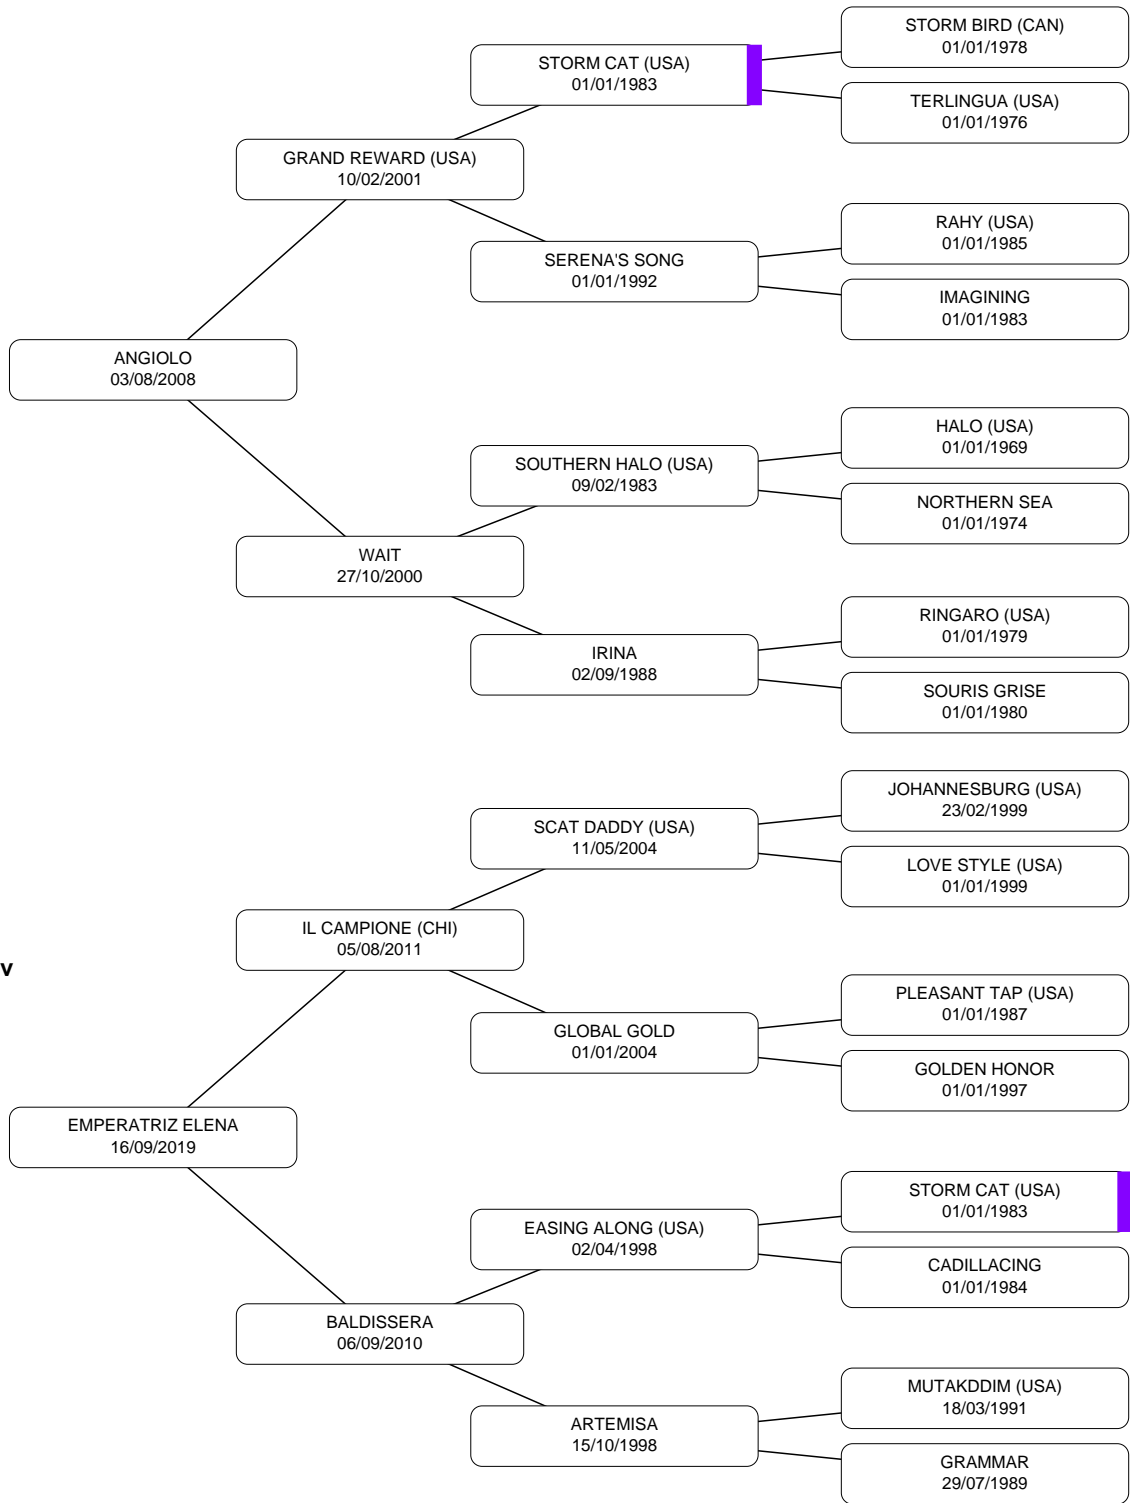 STORM BIRD (CAN)
01/01/1978
STORM CAT (USA)
01/01/1983
TERLINGUA (USA)
01/01/1976
GRAND REWARD (USA)
10/02/2001
RAHY (USA)
01/01/1985
SERENA'S SONG
01/01/1992
IMAGINING
01/01/1983
ANGIOLO
03/08/2008
HALO (USA)
01/01/1969
SOUTHERN HALO (USA)
09/02/1983
NORTHERN SEA
01/01/1974
WAIT
27/10/2000
RINGARO (USA)
01/01/1979
IRINA
02/09/1988
SOURIS GRISE
01/01/1980
JOHANNESBURG (USA)
23/02/1999
SCAT DADDY (USA)
11/05/2004
LOVE STYLE (USA)
01/01/1999
IL CAMPIONE (CHI)
05/08/2011
v
PLEASANT TAP (USA)
01/01/1987
GLOBAL GOLD
01/01/2004
GOLDEN HONOR
01/01/1997
EMPERATRIZ ELENA
16/09/2019
STORM CAT (USA)
01/01/1983
EASING ALONG (USA)
02/04/1998
CADILLACING
01/01/1984
BALDISSERA
06/09/2010
MUTAKDDIM (USA)
18/03/1991
ARTEMISA
15/10/1998
GRAMMAR
29/07/1989